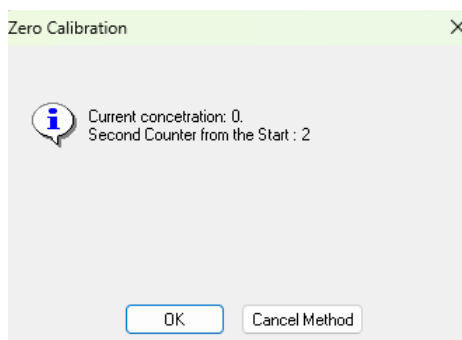 Zero Calibration
Current concetration: 0.
Second Counter from the Start : 2
OK
Cancel Method